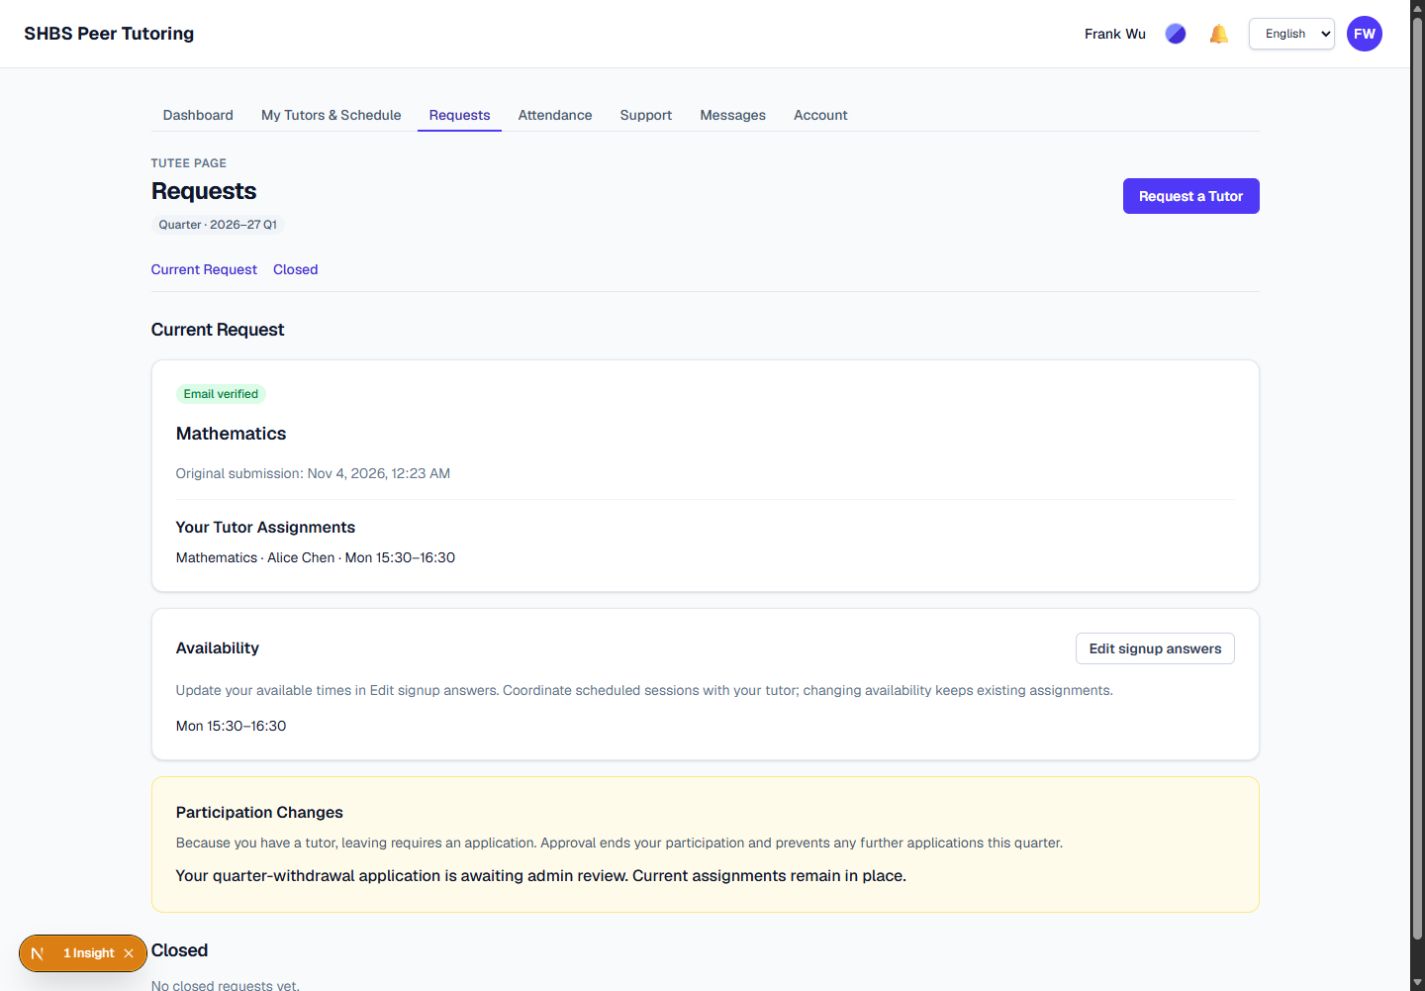 SHBS Peer Tutoring
Frank Wu
English
FW
Dashboard
My Tutors & Schedule
Requests
Attendance
Support
Messages
Account
TUTEE PAGE
Requests
Request a Tutor
Quarter · 2026–27 Q1
Current Request
Closed
Current Request
Email verified
Mathematics
Original submission: Nov 4, 2026, 12:23 AM
Your Tutor Assignments
Mathematics · Alice Chen · Mon 15:30–16:30
Availability
Edit signup answers
Update your available times in Edit signup answers. Coordinate scheduled sessions with your tutor; changing availability keeps existing assignments.
Mon 15:30–16:30
Participation Changes
Because you have a tutor, leaving requires an application. Approval ends your participation and prevents any further applications this quarter.
Your quarter-withdrawal application is awaiting admin review. Current assignments remain in place.
N 1 Insight ×
Closed
No closed requests yet.